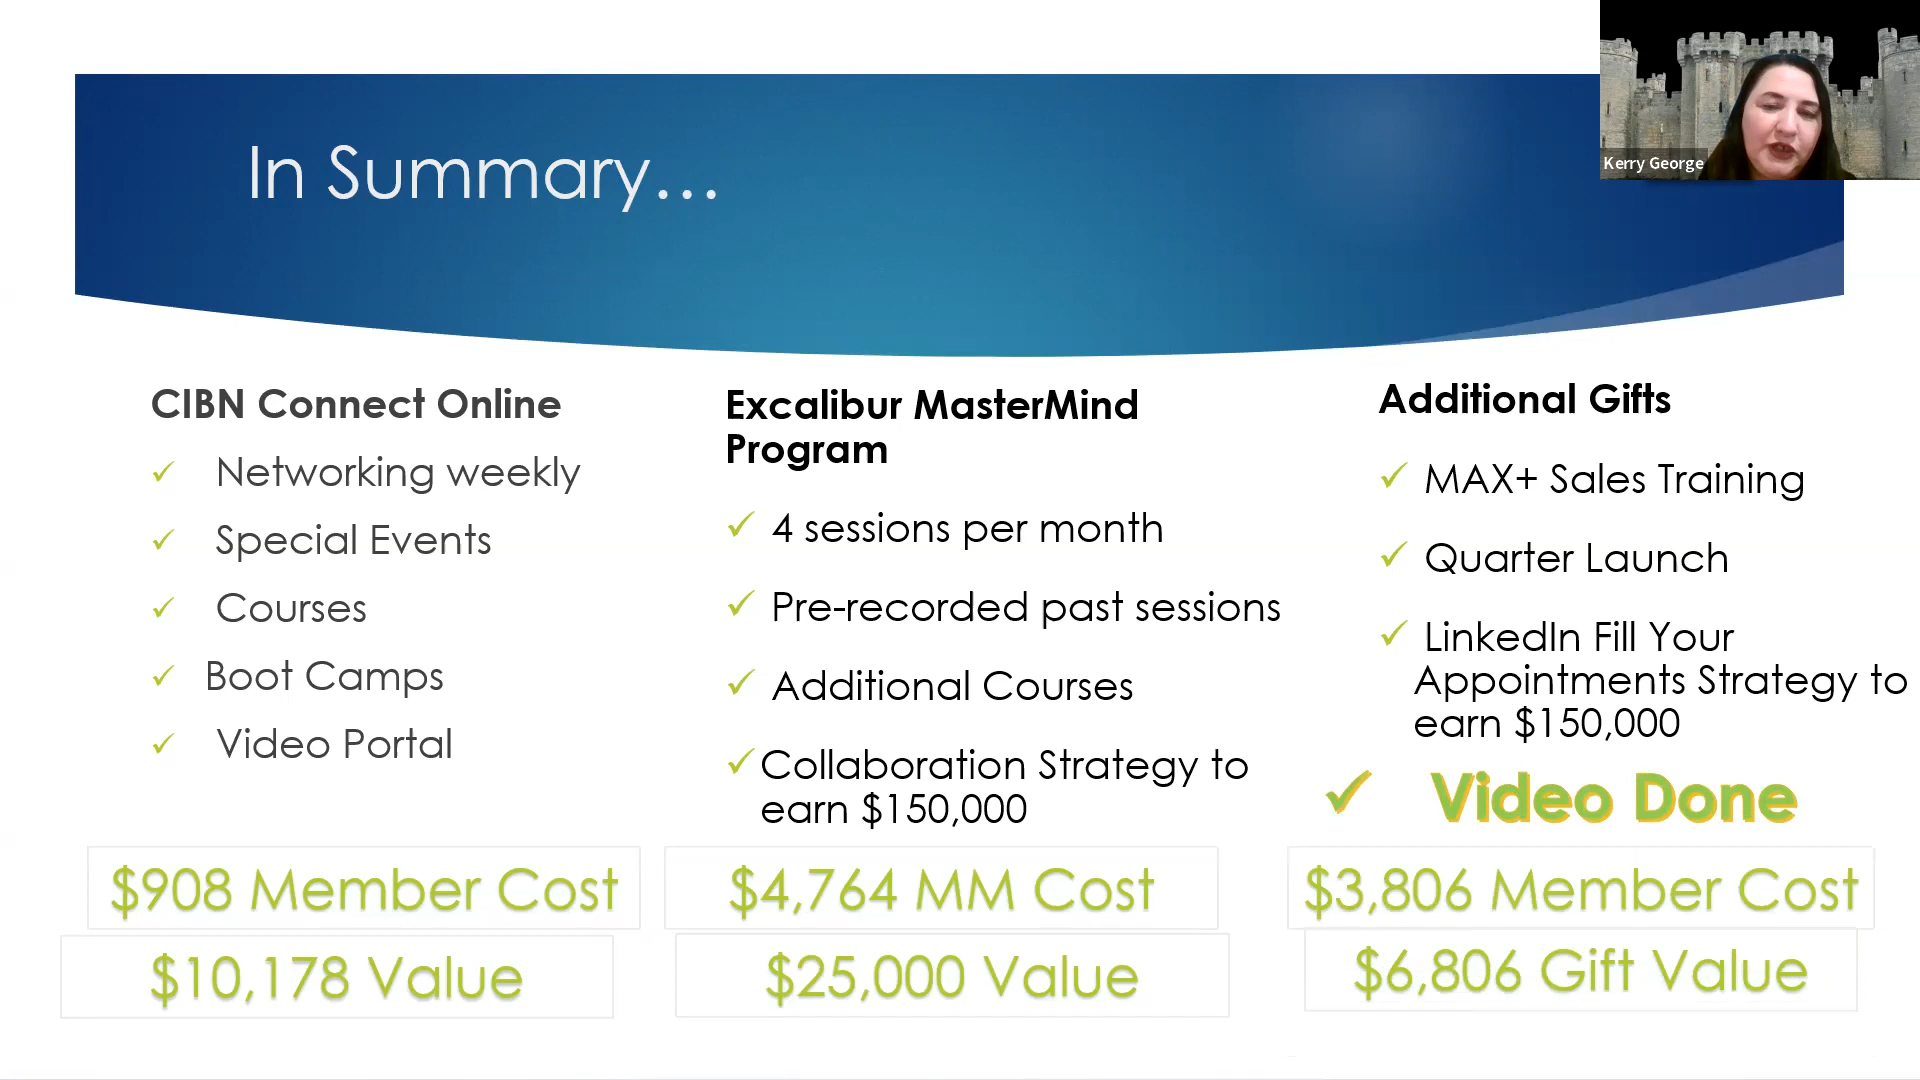 In Summary...
Kerry George
CIBN Connect Online
✓ Networking weekly
✓ Special Events
✓ Courses
✓ Boot Camps
✓ Video Portal
$908 Member Cost
$10,178 Value
Excalibur MasterMind
Program
✓ 4 sessions per month
✓ Pre-recorded past sessions
✓ Additional Courses
✓ Collaboration Strategy to
earn $150,000
$4,764 MM Cost
$25,000 Value
Additional Gifts
✓ MAX+ Sales Training
✓ Quarter Launch
✓ LinkedIn Fill Your
Appointments Strategy to
earn $150,000
✓ Video Done
$3,806 Member Cost
$6,806 Gift Value